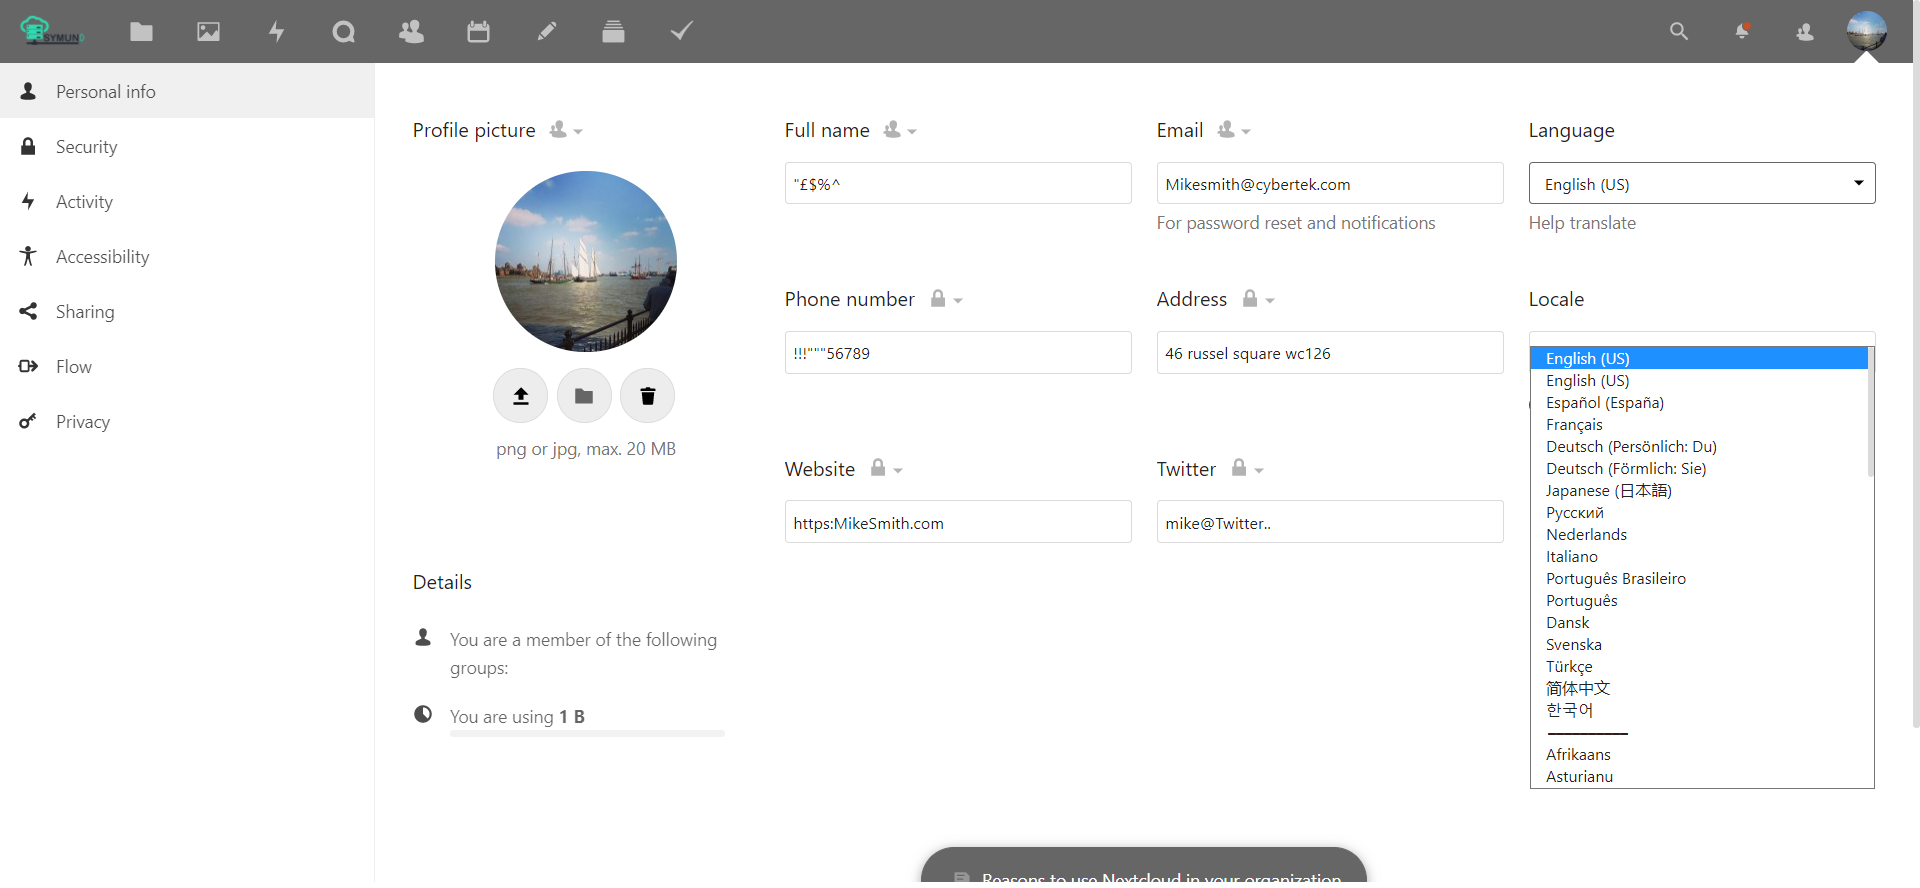 SYMUN
Personal info
Security
Activity
Accessibility
Sharing
Flow
Privacy
Profile picture
png or jpg, max. 20 MB
Details
You are a member of the following
groups:
You are using 1 B
Full name
"£$%^
Phone number
!!!"""56789
Website
https:MikeSmith.com
Email
Mikesmith@cybertek.com
For password reset and notifications
Address
46 russel square wc126
Twitter
mike@Twitter..
Language
English (US)
Help translate
Locale
English (US)
English (US)
Español (España)
Français
Deutsch (Persönlich: Du)
Deutsch (Förmlich: Sie)
Japanese (日本語)
Русский
Nederlands
Italiano
Português Brasileiro
Português
Dansk
Svenska
Türkçe
简体中文
한국어
──────────
Afrikaans
Asturianu
Reasons to use Nextcloud in your organization